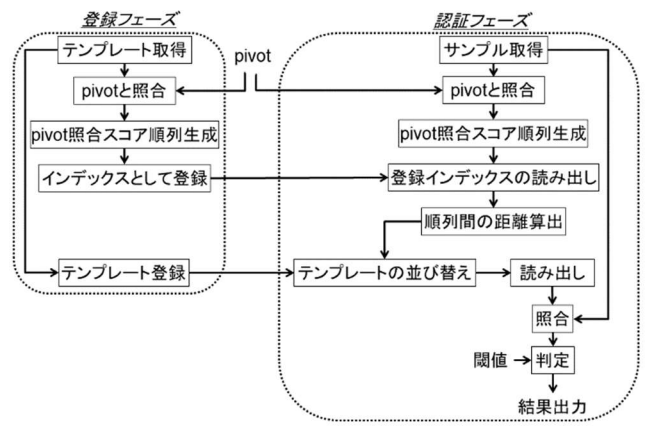 登録フェーズ
テンプレート取得
pivotと照合
pivot照合スコア順列生成
インデックスとして登録
テンプレート登録
pivot
認証フェーズ
サンプル取得
pivotと照合
pivot照合スコア順列生成
登録インデックスの読み出し
順列間の距離算出
テンプレートの並び替え
読み出し
照合
閾値
判定
結果出力